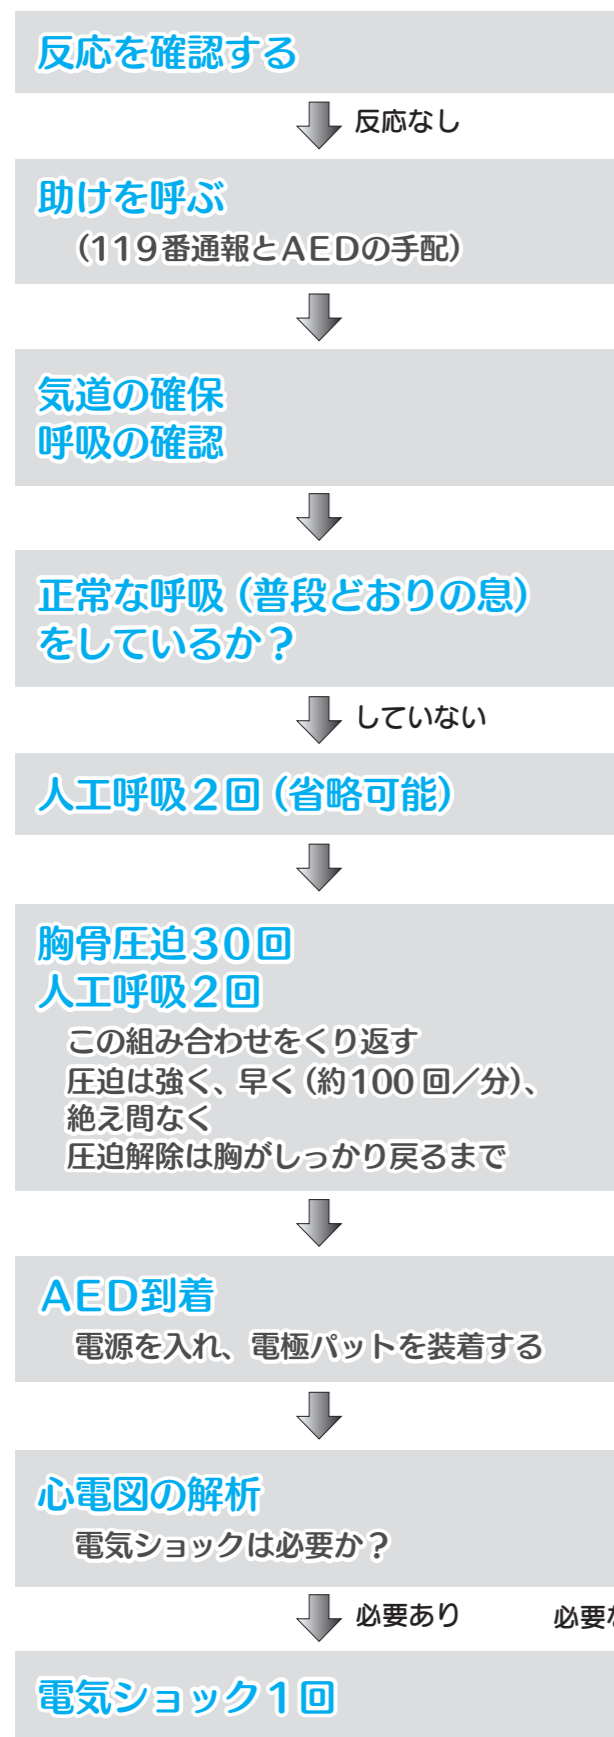 反応を確認する
反応なし
助けを呼ぶ
（119番通報とAEDの手配）
気道の確保
呼吸の確認
正常な呼吸（普段どおりの息）
をしているか？
していない
人工呼吸２回（省略可能）
胸骨圧迫３０回
人工呼吸２回
この組み合わせをくり返す
圧迫は強く、早く（約100回／分）、
絶え間なく
圧迫解除は胸がしっかり戻るまで
AED到着
電源を入れ、電極パットを装着する
心電図の解析
電気ショックは必要か？
必要あり 必要な
電気ショック１回